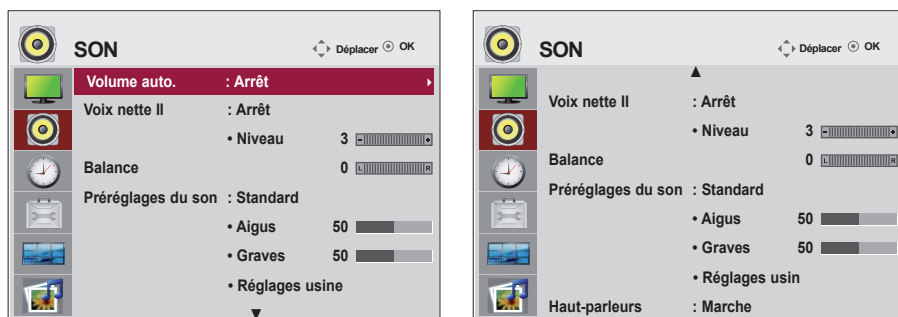 SON
Déplacer OK
Volume auto. : Arrêt
Voix nette II : Arrêt
• Niveau 3 - +
Balance 0 L R
Préréglages du son : Standard
• Aigus 50
• Graves 50
• Réglages usine
SON
Déplacer OK
Voix nette II : Arrêt
• Niveau 3 - +
Balance 0 L R
Préréglages du son : Standard
• Aigus 50
• Graves 50
• Réglages usin
Haut-parleurs : Marche